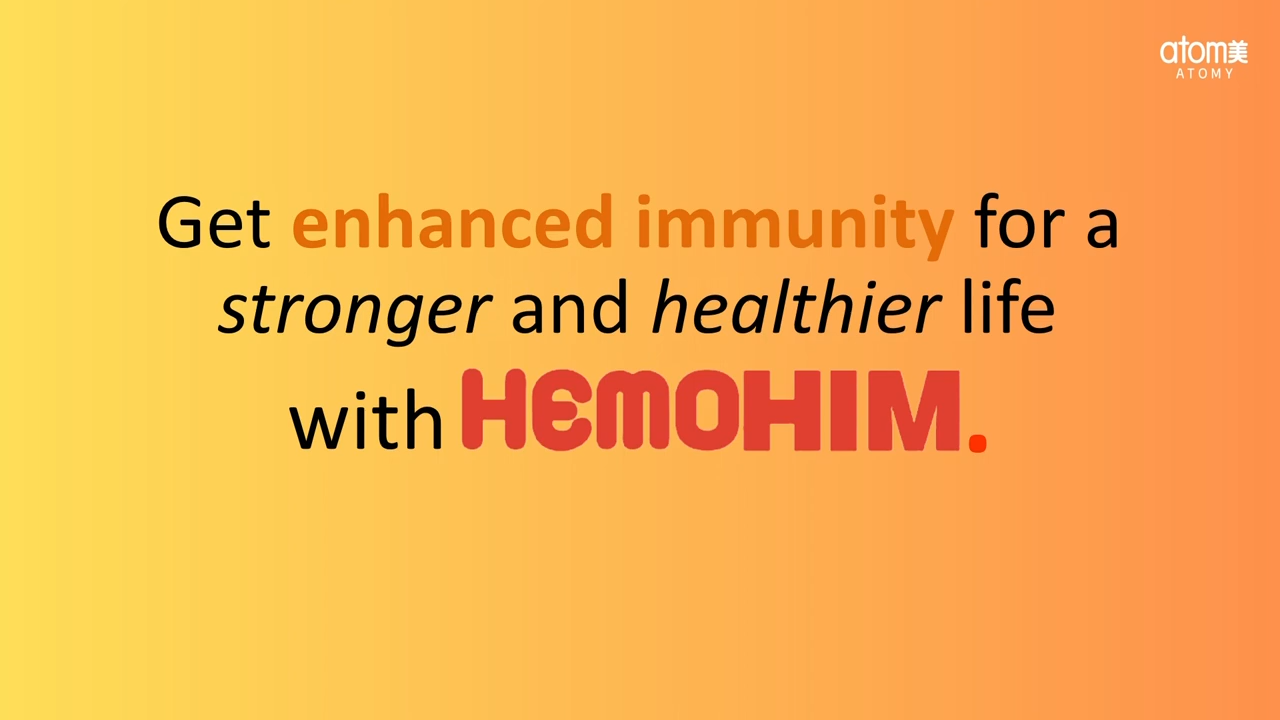 atom美
ATOMY
Get enhanced immunity for a
stronger and healthier life
with HEMOHIM.